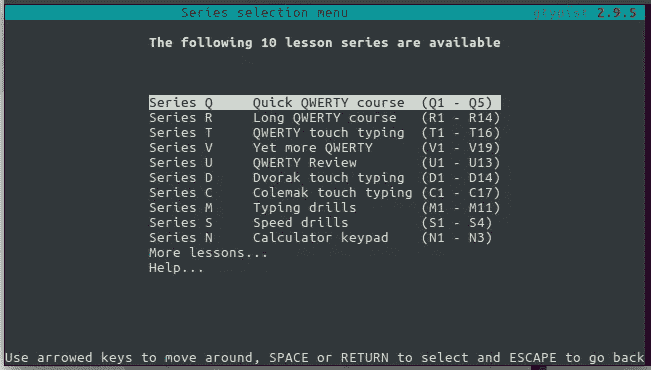 Series selection menu 2.9.5
The following 10 lesson series are available
Series Q Quick QWERTY course (Q1 - Q5)
Series R Long QWERTY course (R1 - R14)
Series T QWERTY touch typing (T1 - T16)
Series V Yet more QWERTY (V1 - V19)
Series U QWERTY Review (U1 - U13)
Series D Dvorak touch typing (D1 - D14)
Series C Colemak touch typing (C1 - C17)
Series M Typing drills (M1 - M11)
Series S Speed drills (S1 - S4)
Series N Calculator keypad (N1 - N3)
More lessons...
Help...
Use arrowed keys to move around, SPACE or RETURN to select and ESCAPE to go back